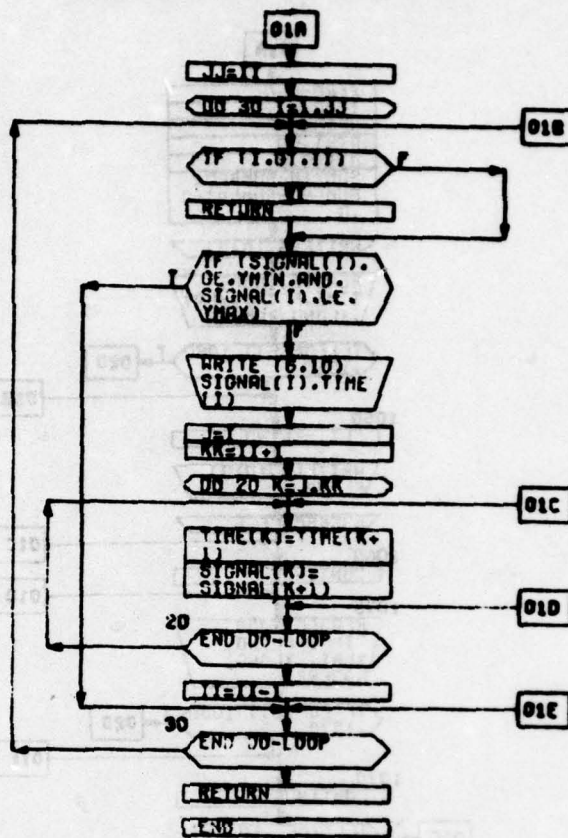 01A
JJ=II
DO 30 I=1,JJ
01B
IF (I.GT.II)
F
T
RETURN
IF (SIGNAL(I).
GE.YMIN.AND.
SIGNAL(I).LE.
YMAX)
T
F
WRITE (6,10)
SIGNAL(I),TIME
(I)
J=I
DO 20 K=J,KK
01C
TIME(K)=TIME(K+
1)
SIGNAL(K)=
SIGNAL(K+1)
01D
20
END DO-LOOP
01E
30
END DO-LOOP
RETURN
END